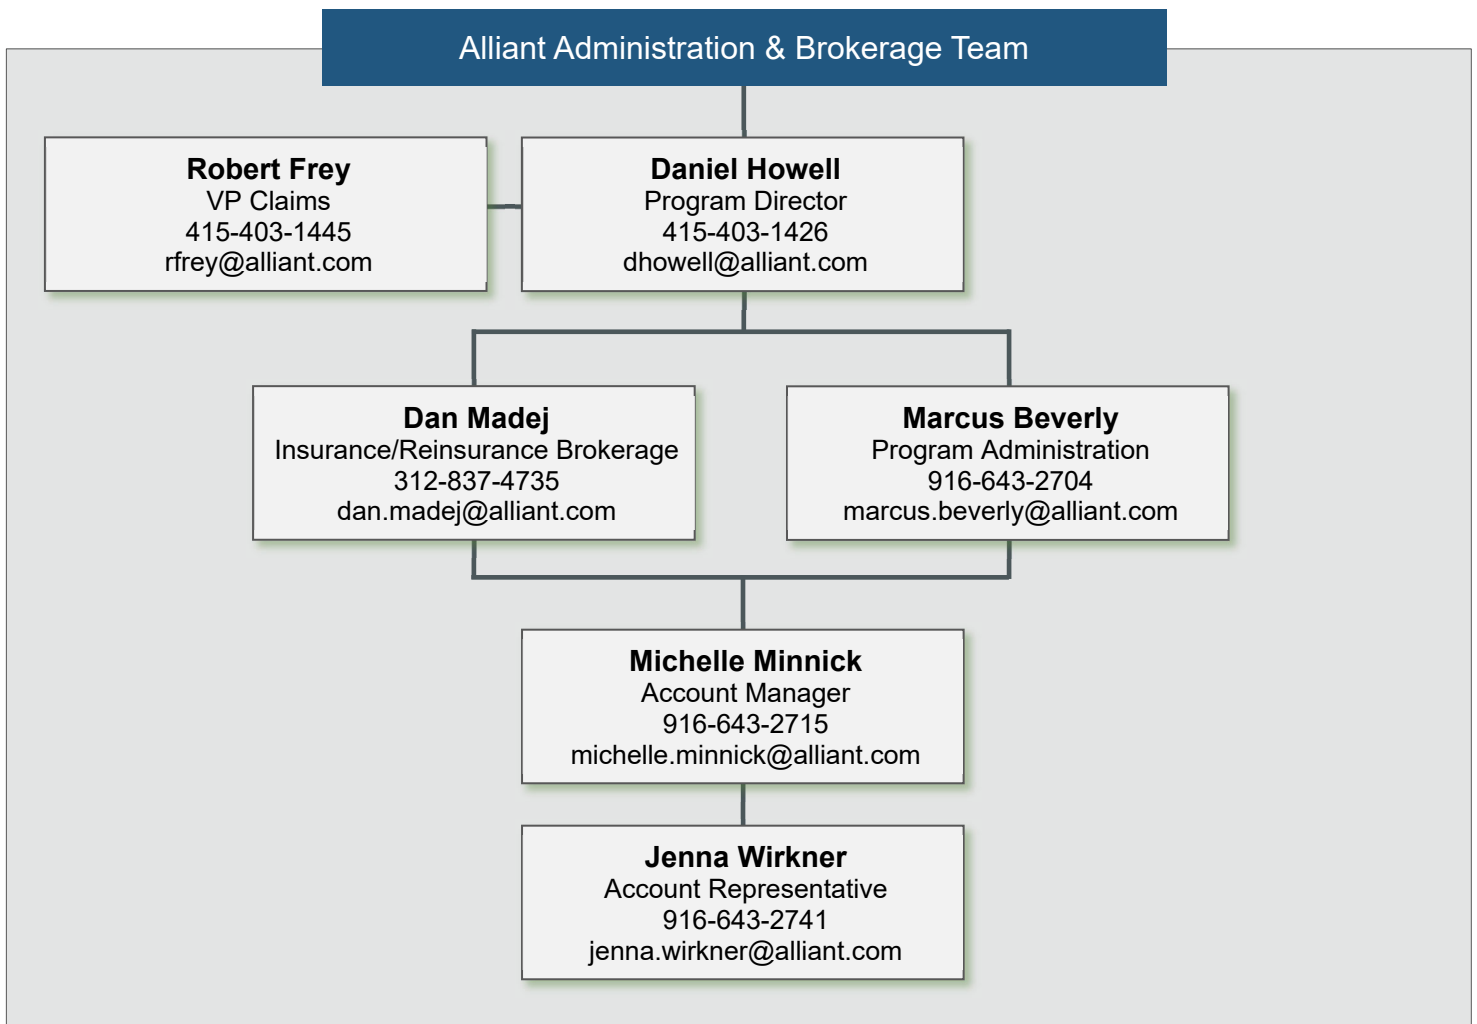 Alliant Administration & Brokerage Team
Robert Frey
VP Claims
415-403-1445
rfrey@alliant.com
Daniel Howell
Program Director
415-403-1426
dhowell@alliant.com
Dan Madej
Insurance/Reinsurance Brokerage
312-837-4735
dan.madej@alliant.com
Marcus Beverly
Program Administration
916-643-2704
marcus.beverly@alliant.com
Michelle Minnick
Account Manager
916-643-2715
michelle.minnick@alliant.com
Jenna Wirkner
Account Representative
916-643-2741
jenna.wirkner@alliant.com